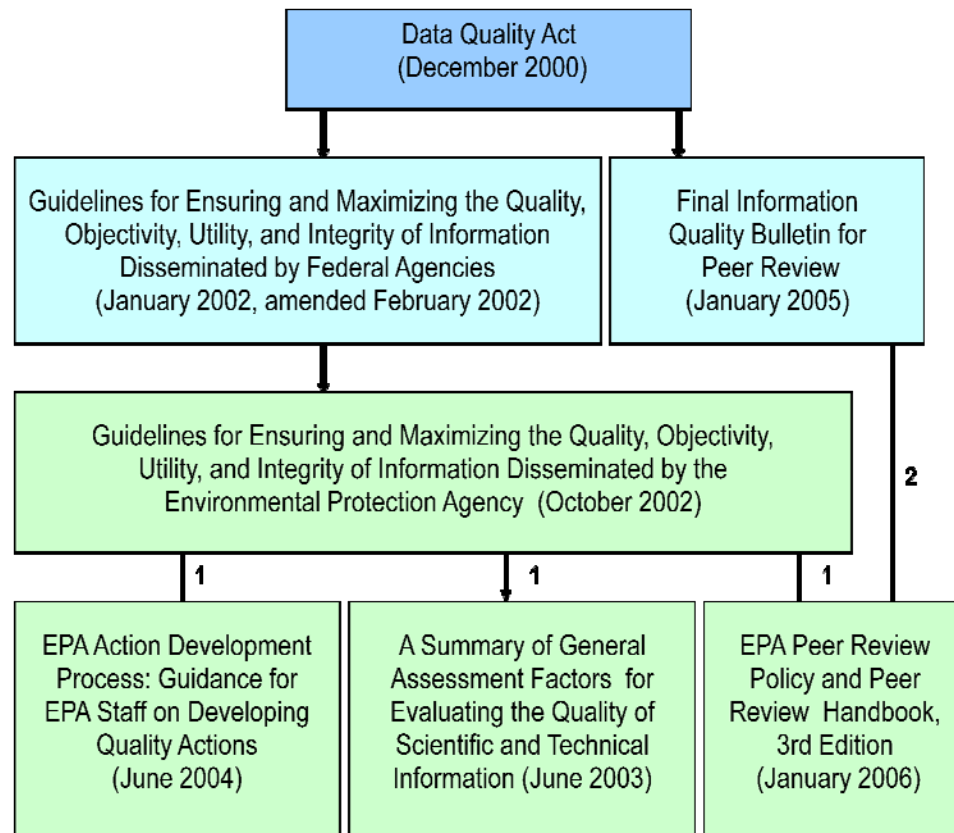 Data Quality Act
(December 2000)
Guidelines for Ensuring and Maximizing the Quality,
Objectivity, Utility, and Integrity of Information
Disseminated by Federal Agencies
(January 2002, amended February 2002)
Final Information
Quality Bulletin for
Peer Review
(January 2005)
Guidelines for Ensuring and Maximizing the Quality, Objectivity,
Utility, and Integrity of Information Disseminated by the
Environmental Protection Agency (October 2002)
2
1
1
1
EPA Action Development
Process: Guidance for
EPA Staff on Developing
Quality Actions
(June 2004)
A Summary of General
Assessment Factors for
Evaluating the Quality of
Scientific and Technical
Information (June 2003)
EPA Peer Review
Policy and Peer
Review Handbook,
3rd Edition
(January 2006)